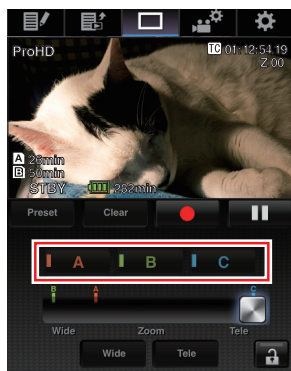 ProHD
TC 01:12:54.19
Z 00
A 26min
B 50min
STBY 282min
Preset Clear
A B C
B A C
Wide Zoom Tele
Wide Tele